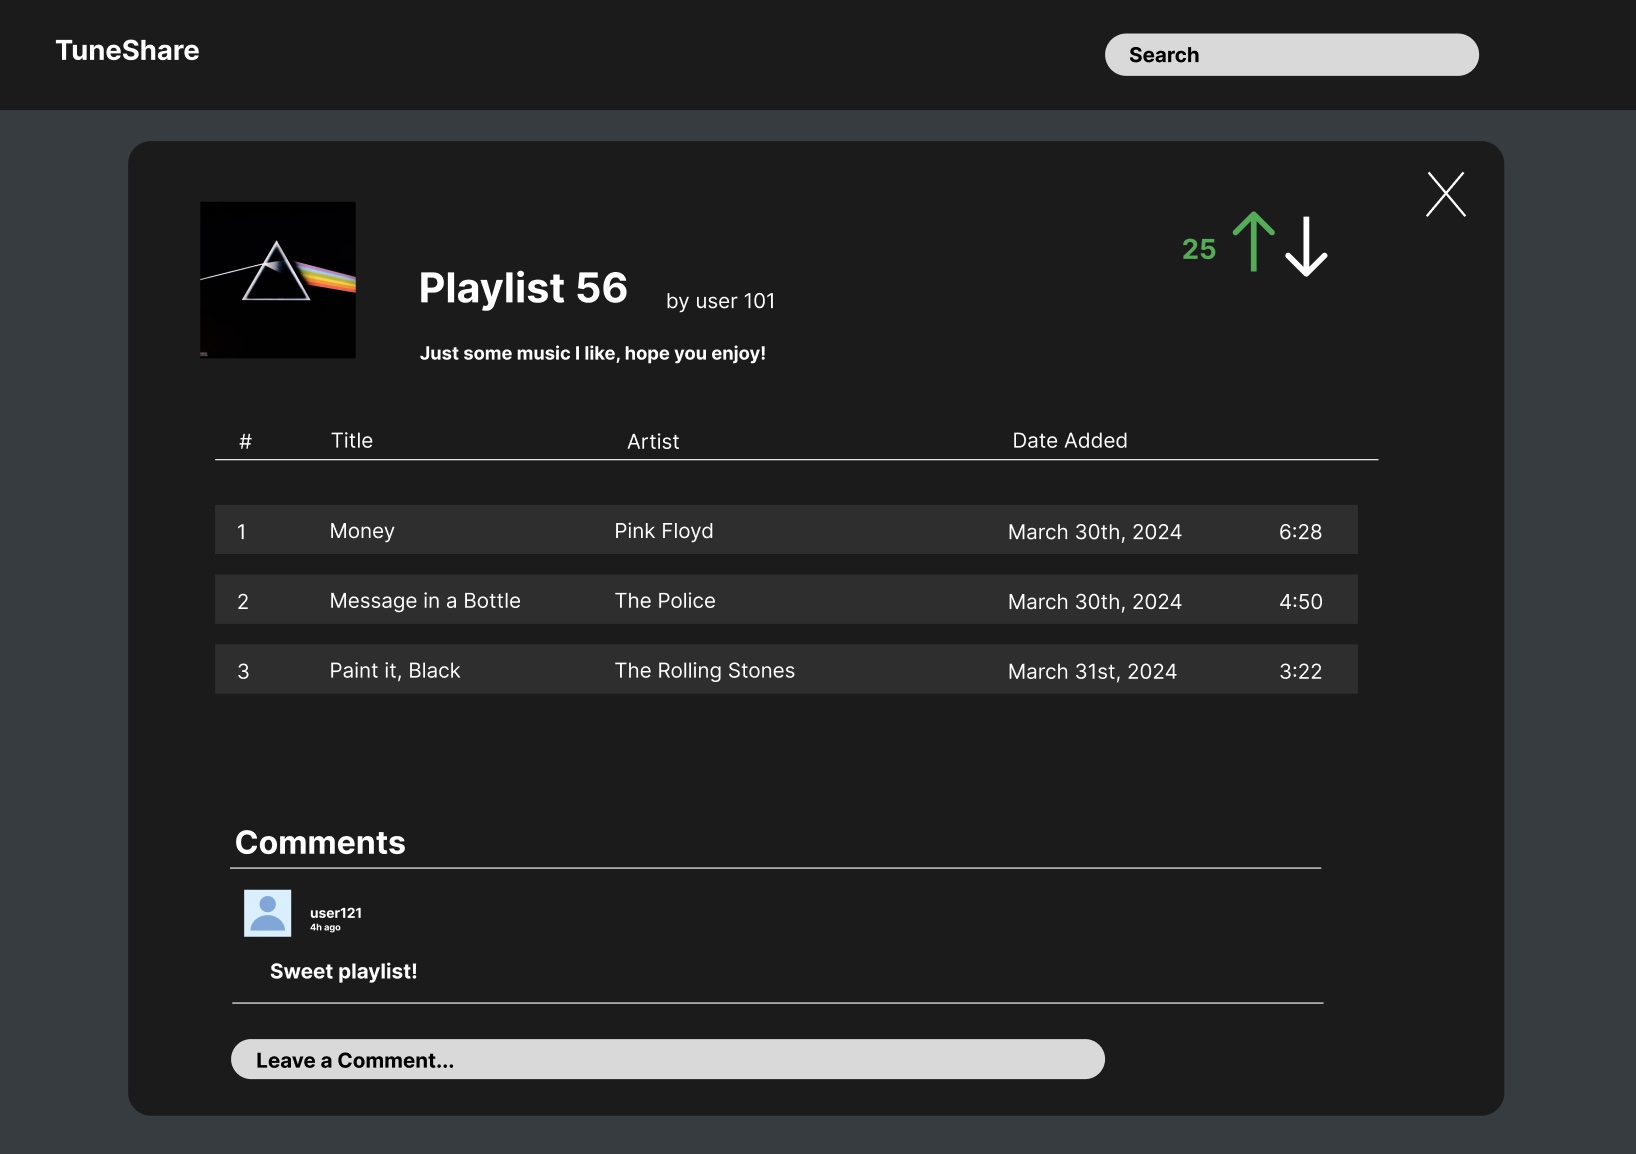 TuneShare
Search
25
Playlist 56 by user 101
Just some music I like, hope you enjoy!
# Title Artist Date Added
1 Money Pink Floyd March 30th, 2024 6:28
2 Message in a Bottle The Police March 30th, 2024 4:50
3 Paint it, Black The Rolling Stones March 31st, 2024 3:22
Comments
user121
4h ago
Sweet playlist!
Leave a Comment...